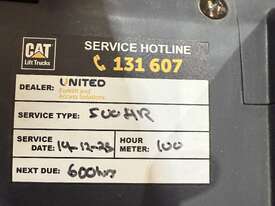 CAT
Lift Trucks
SERVICE HOTLINE
131 607
DEALER: UNITED
Forklift and
Access Solutions
SERVICE TYPE: 500HR
SERVICE DATE: 14-12-23 HOUR METER: 100
NEXT DUE: 600hrs